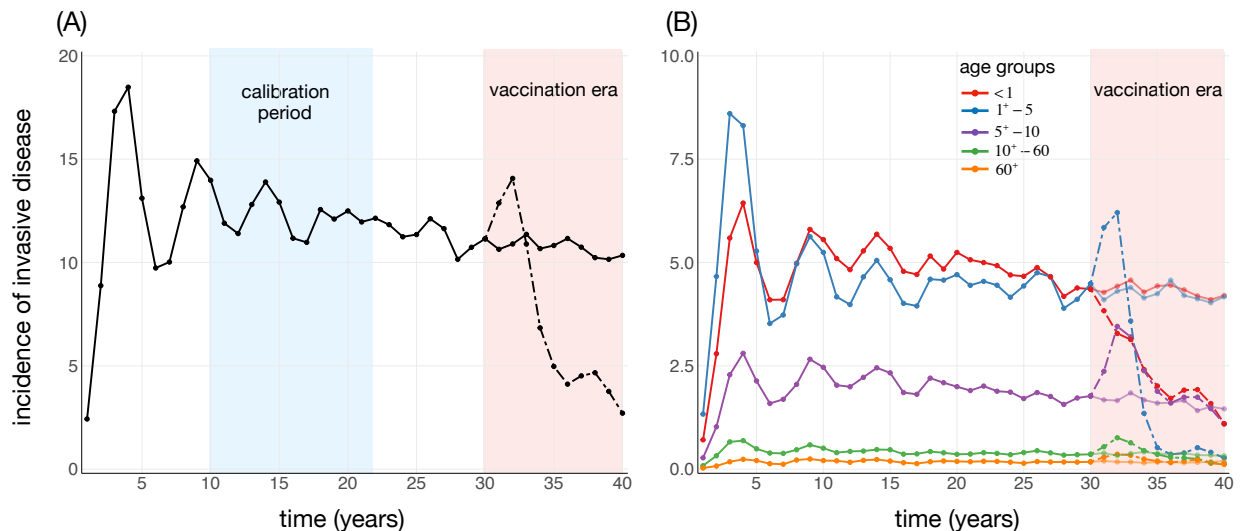 (A)
incidence of invasive disease
20
15
10
5
0
calibration
period
vaccination era
5
10
15
20
25
30
35
40
time (years)
(B)
10.0
7.5
5.0
2.5
0.0
age groups
<1
1⁺ – 5
5⁺ – 10
10⁺ – 60
60⁺
vaccination era
5
10
15
20
25
30
35
40
time (years)